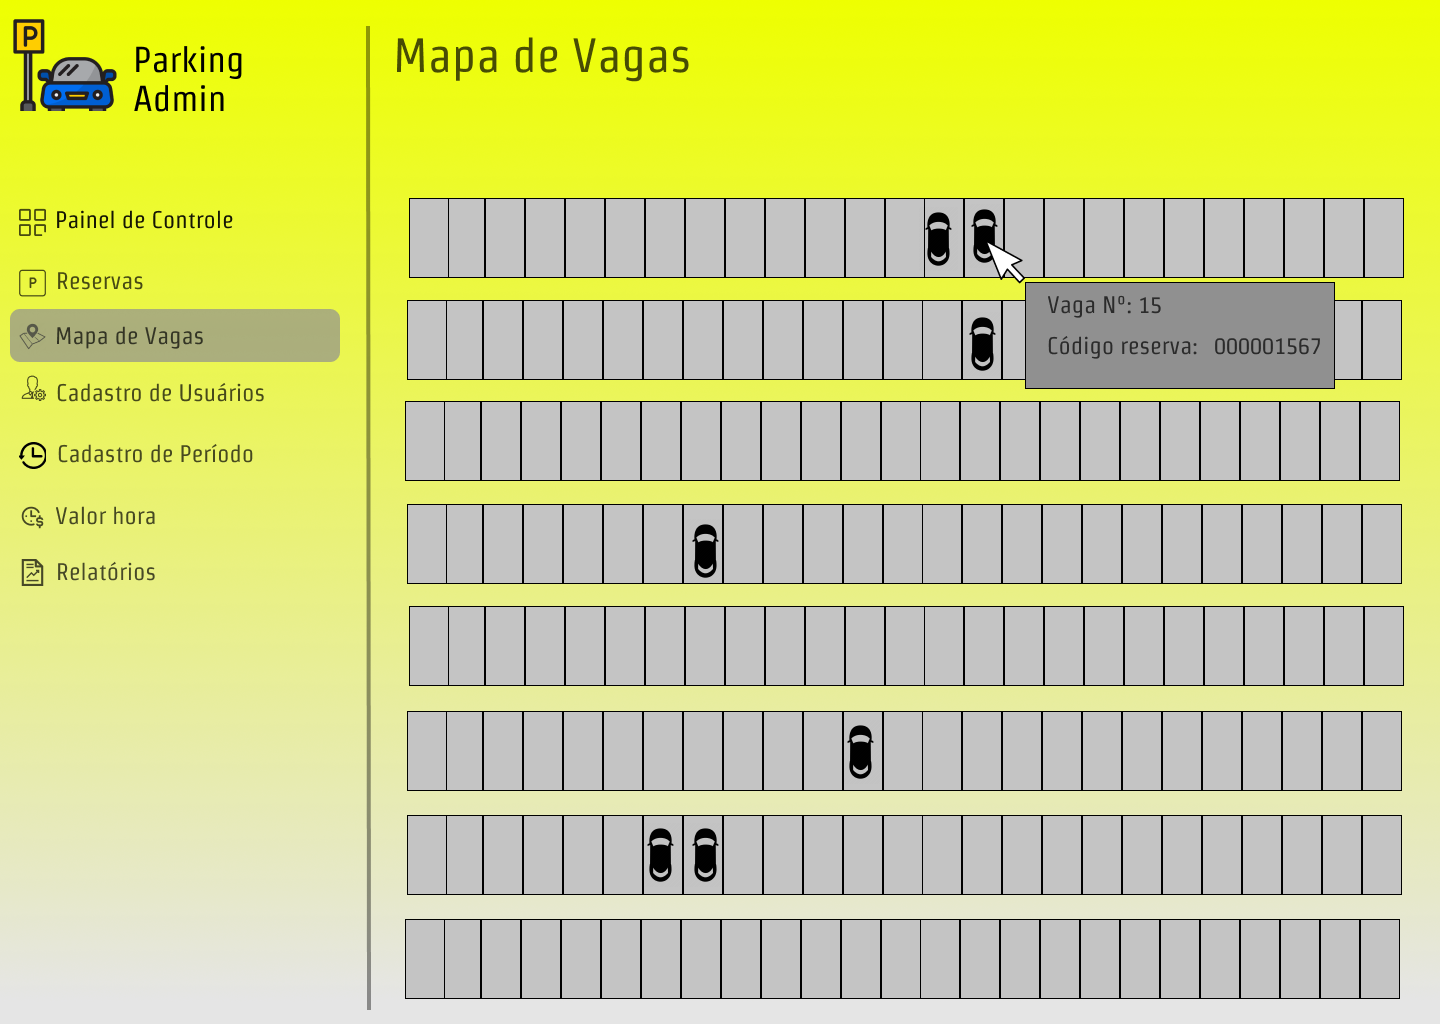 P
Parking
Admin
Mapa de Vagas
Painel de Controle
P
Reservas
Mapa de Vagas
Cadastro de Usuários
Cadastro de Período
Valor hora
Relatórios
Vaga Nº: 15
Código reserva: 000001567